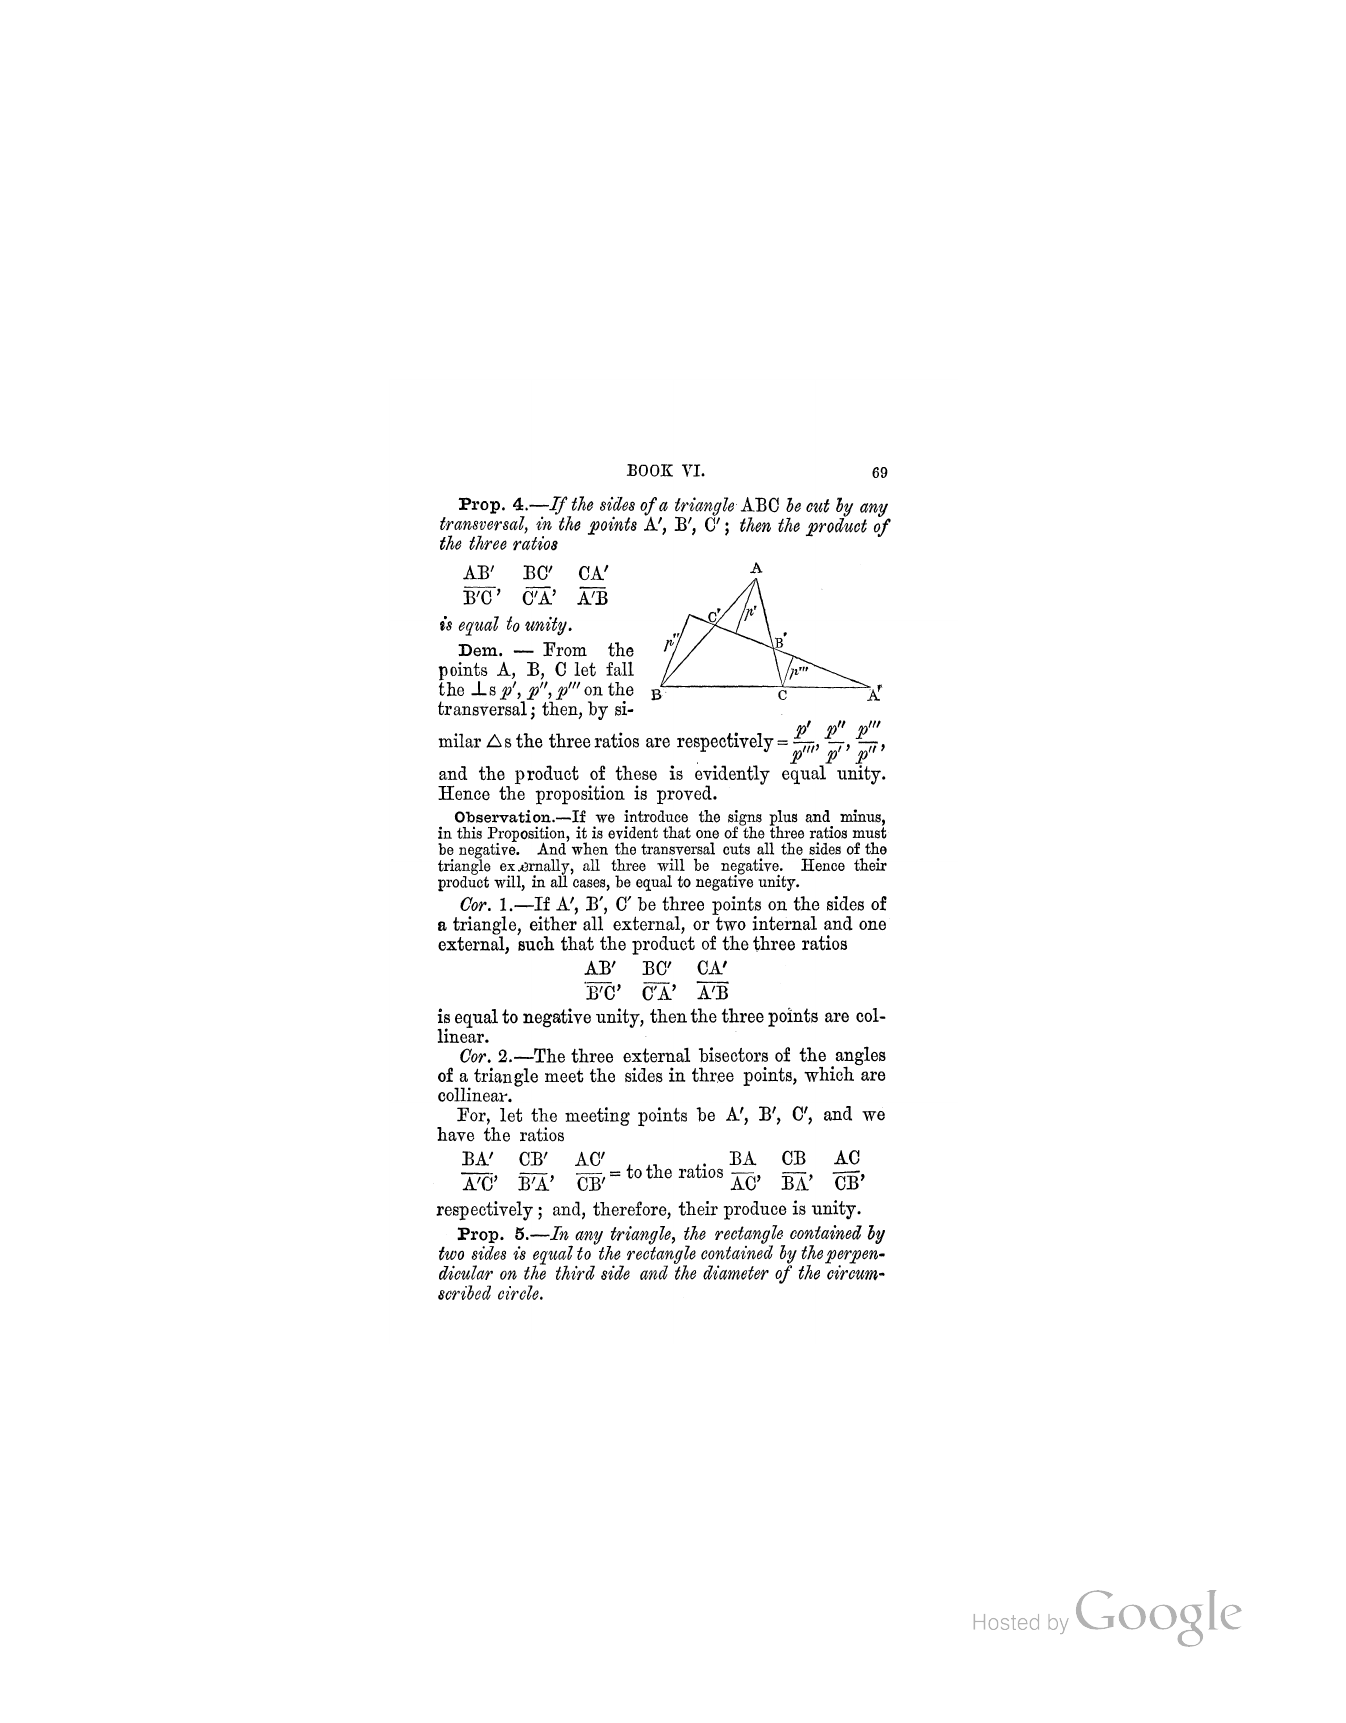 BOOK VI. 69
Prop. 4.—If the sides of a triangle ABC be cut by any
transversal, in the points A′, B′, C′; then the product of
the three ratios
AB′/B′C, BC′/C′A, CA′/A′B
is equal to unity.
Dem. — From the
points A, B, C let fall
the ⊥s p′, p″, p‴ on the
transversal; then, by si-
A
C′
p′
B′
p″
p‴
B
C
A′
milar △s the three ratios are respectively = p′/p‴, p″/p′, p‴/p″,
and the product of these is evidently equal unity.
Hence the proposition is proved.
Observation.—If we introduce the signs plus and minus,
in this Proposition, it is evident that one of the three ratios must
be negative. And when the transversal cuts all the sides of the
triangle externally, all three will be negative. Hence their
product will, in all cases, be equal to negative unity.
Cor. 1.—If A′, B′, C′ be three points on the sides of
a triangle, either all external, or two internal and one
external, such that the product of the three ratios
AB′/B′C, BC′/C′A, CA′/A′B
is equal to negative unity, then the three points are col-
linear.
Cor. 2.—The three external bisectors of the angles
of a triangle meet the sides in three points, which are
collinear.
For, let the meeting points be A′, B′, C′, and we
have the ratios
BA′/A′C, CB′/B′A, AC′/CB′ = to the ratios BA/AC, CB/BA, AC/CB,
respectively; and, therefore, their produce is unity.
Prop. 5.—In any triangle, the rectangle contained by
two sides is equal to the rectangle contained by the perpen-
dicular on the third side and the diameter of the circum-
scribed circle.
Hosted by Google